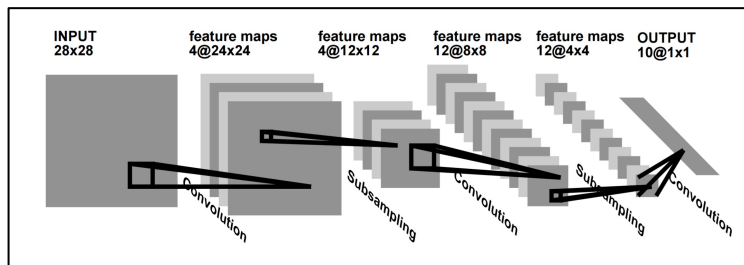 INPUT
28x28
feature maps
4@24x24
feature maps
4@12x12
feature maps
12@8x8
feature maps
12@4x4
OUTPUT
10@1x1
Convolution
Subsampling
Convolution
Subsampling
Convolution